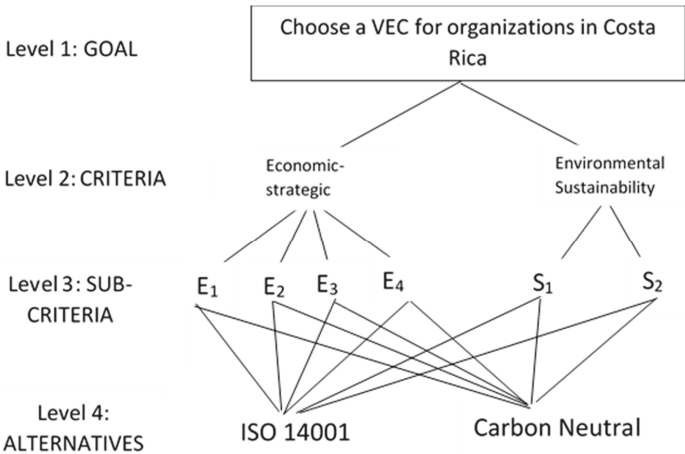 Level 1: GOAL
Choose a VEC for organizations in Costa
Rica
Level 2: CRITERIA
Economic-
strategic
Environmental
Sustainability
Level 3: SUB-
CRITERIA
E1 E2 E3 E4 S1 S2
Level 4:
ALTERNATIVES
ISO 14001
Carbon Neutral